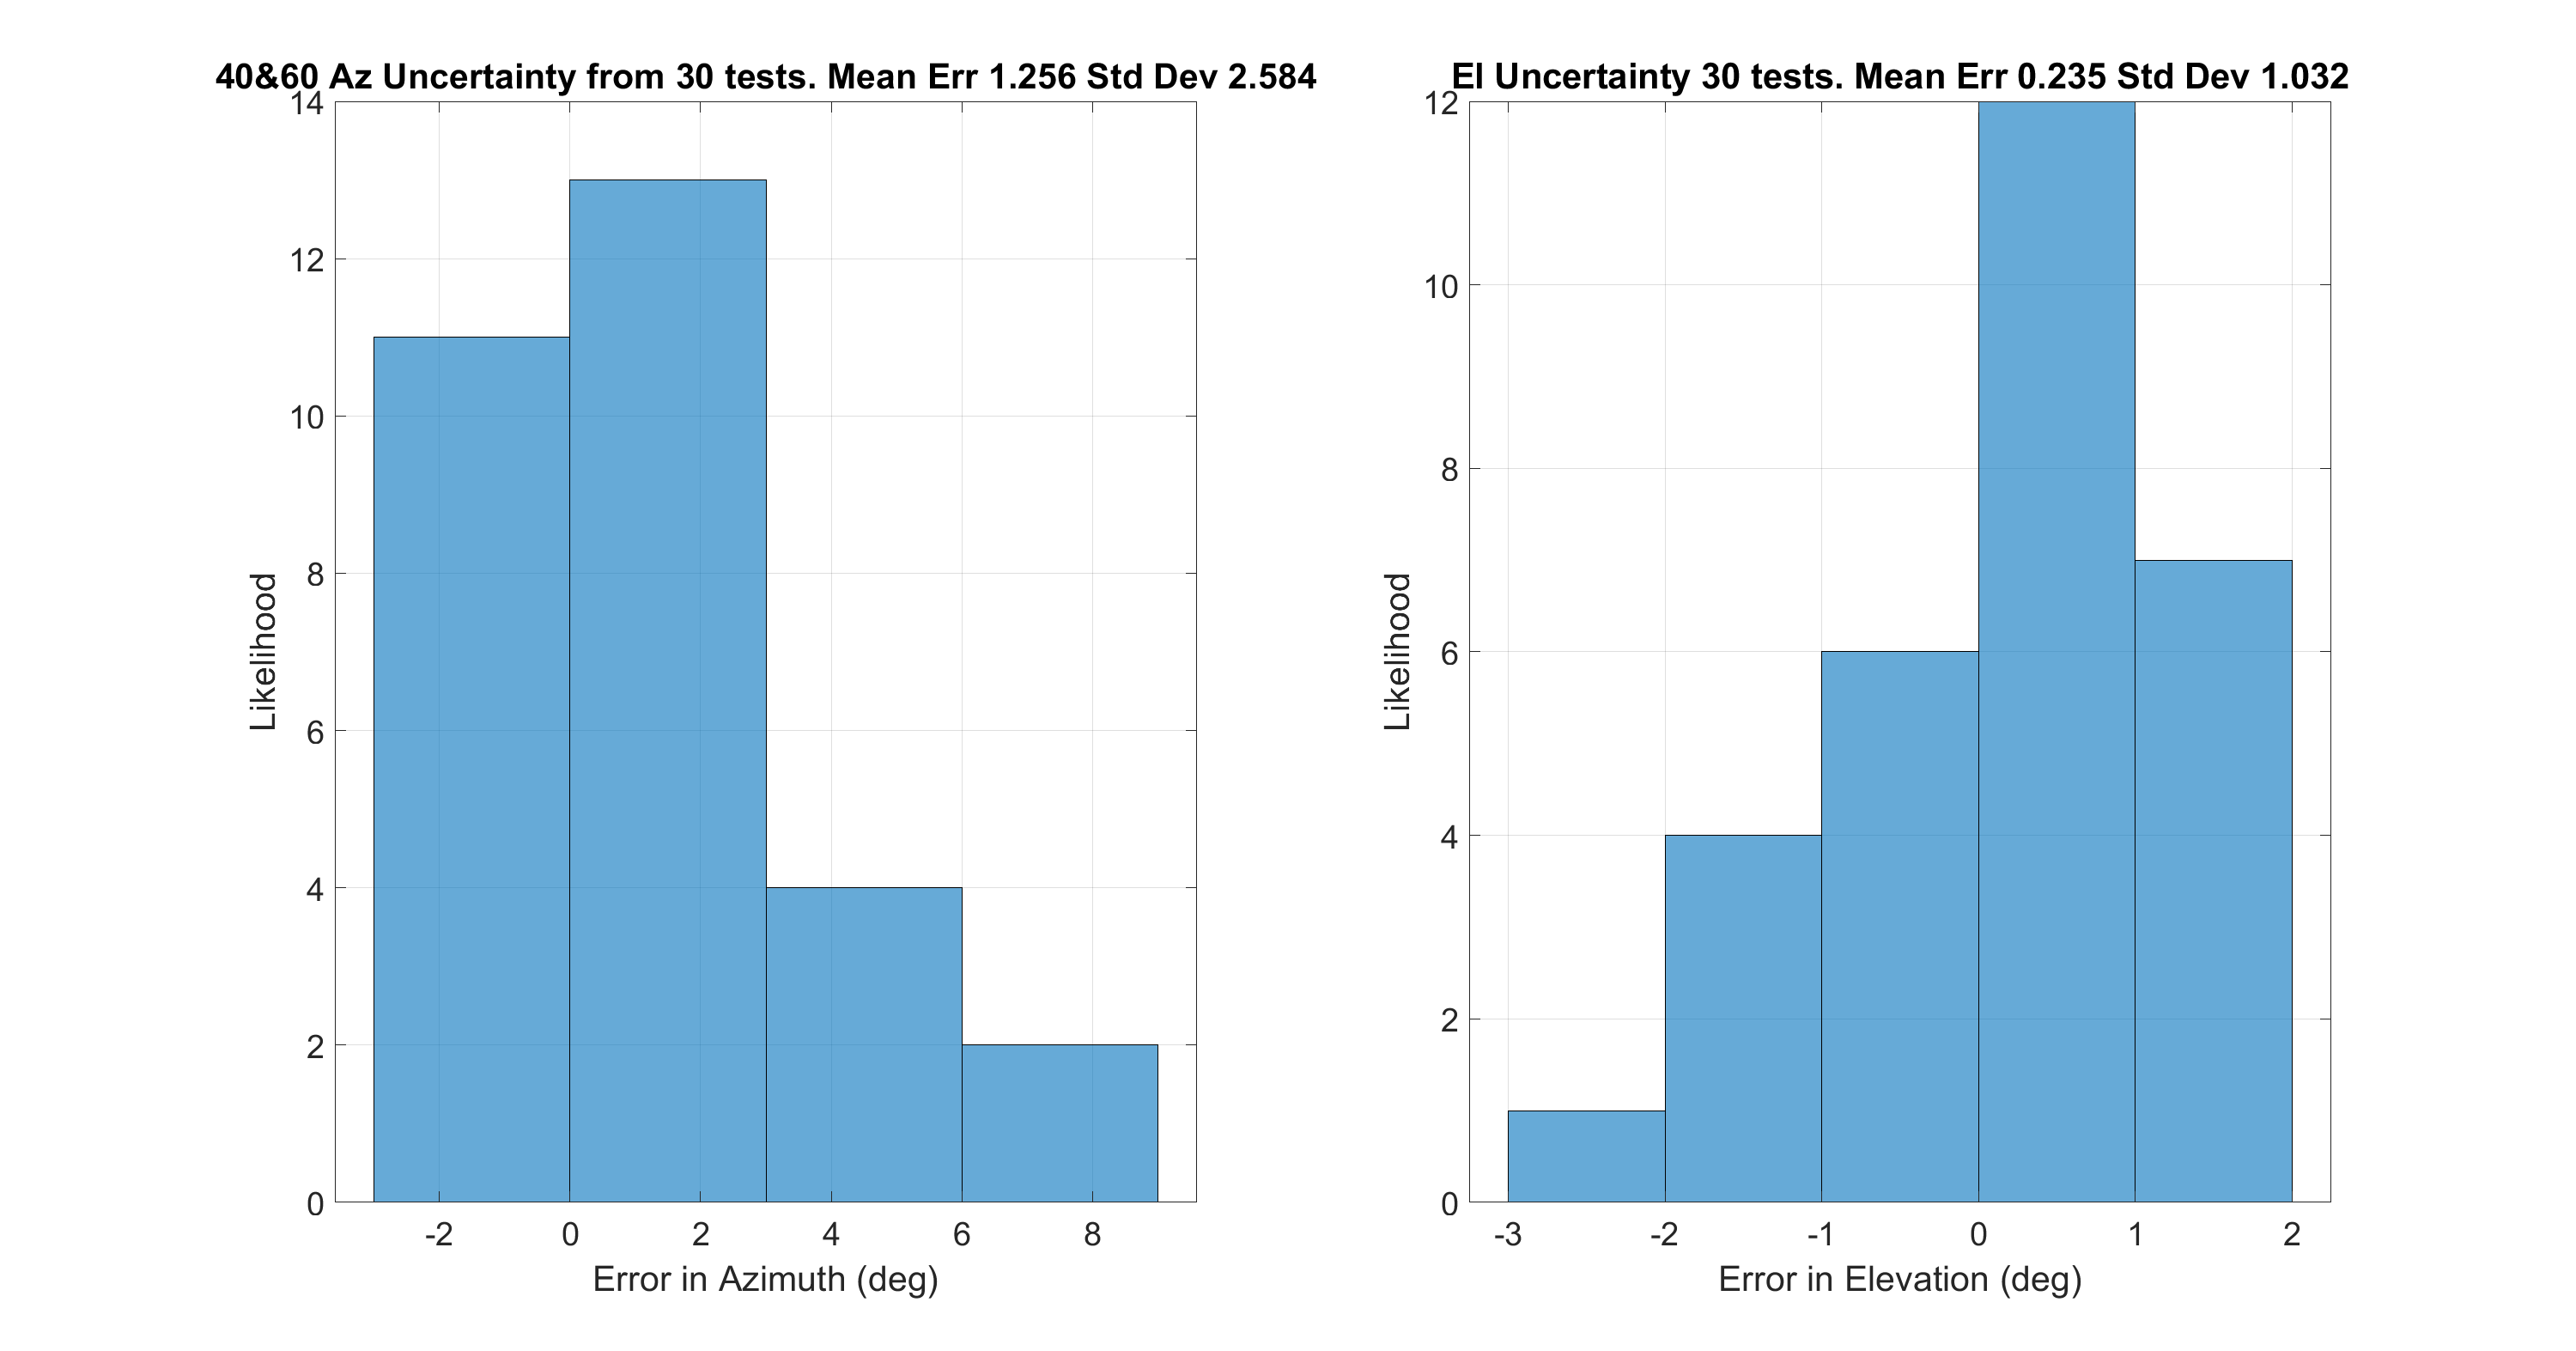 40&60 Az Uncertainty from 30 tests. Mean Err 1.256 Std Dev 2.584
14
12
10
8
6
4
2
0
Likelihood
-2 0 2 4 6 8
Error in Azimuth (deg)
El Uncertainty 30 tests. Mean Err 0.235 Std Dev 1.032
12
10
8
6
4
2
0
Likelihood
-3 -2 -1 0 1 2
Error in Elevation (deg)